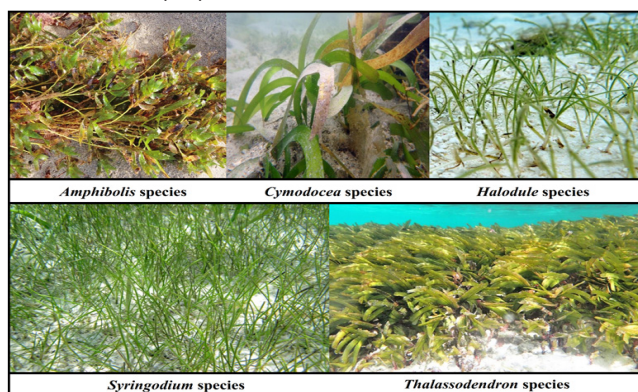 Amphibolis species
Cymodocea species
Halodule species
Syringodium species
Thalassodendron species